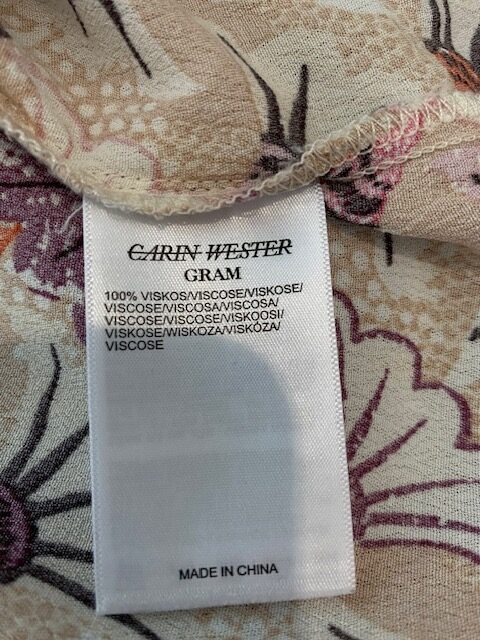 CARIN WESTER
GRAM
100% VISKOS/VISCOSE/VISKOSE/
VISCOSE/VISCOSA/VISCOSA/
VISCOSE/VISCOSE/VISKOOSI/
VISKOSE/WISKOZA/VISKÓZA/
VISCOSE
MADE IN CHINA